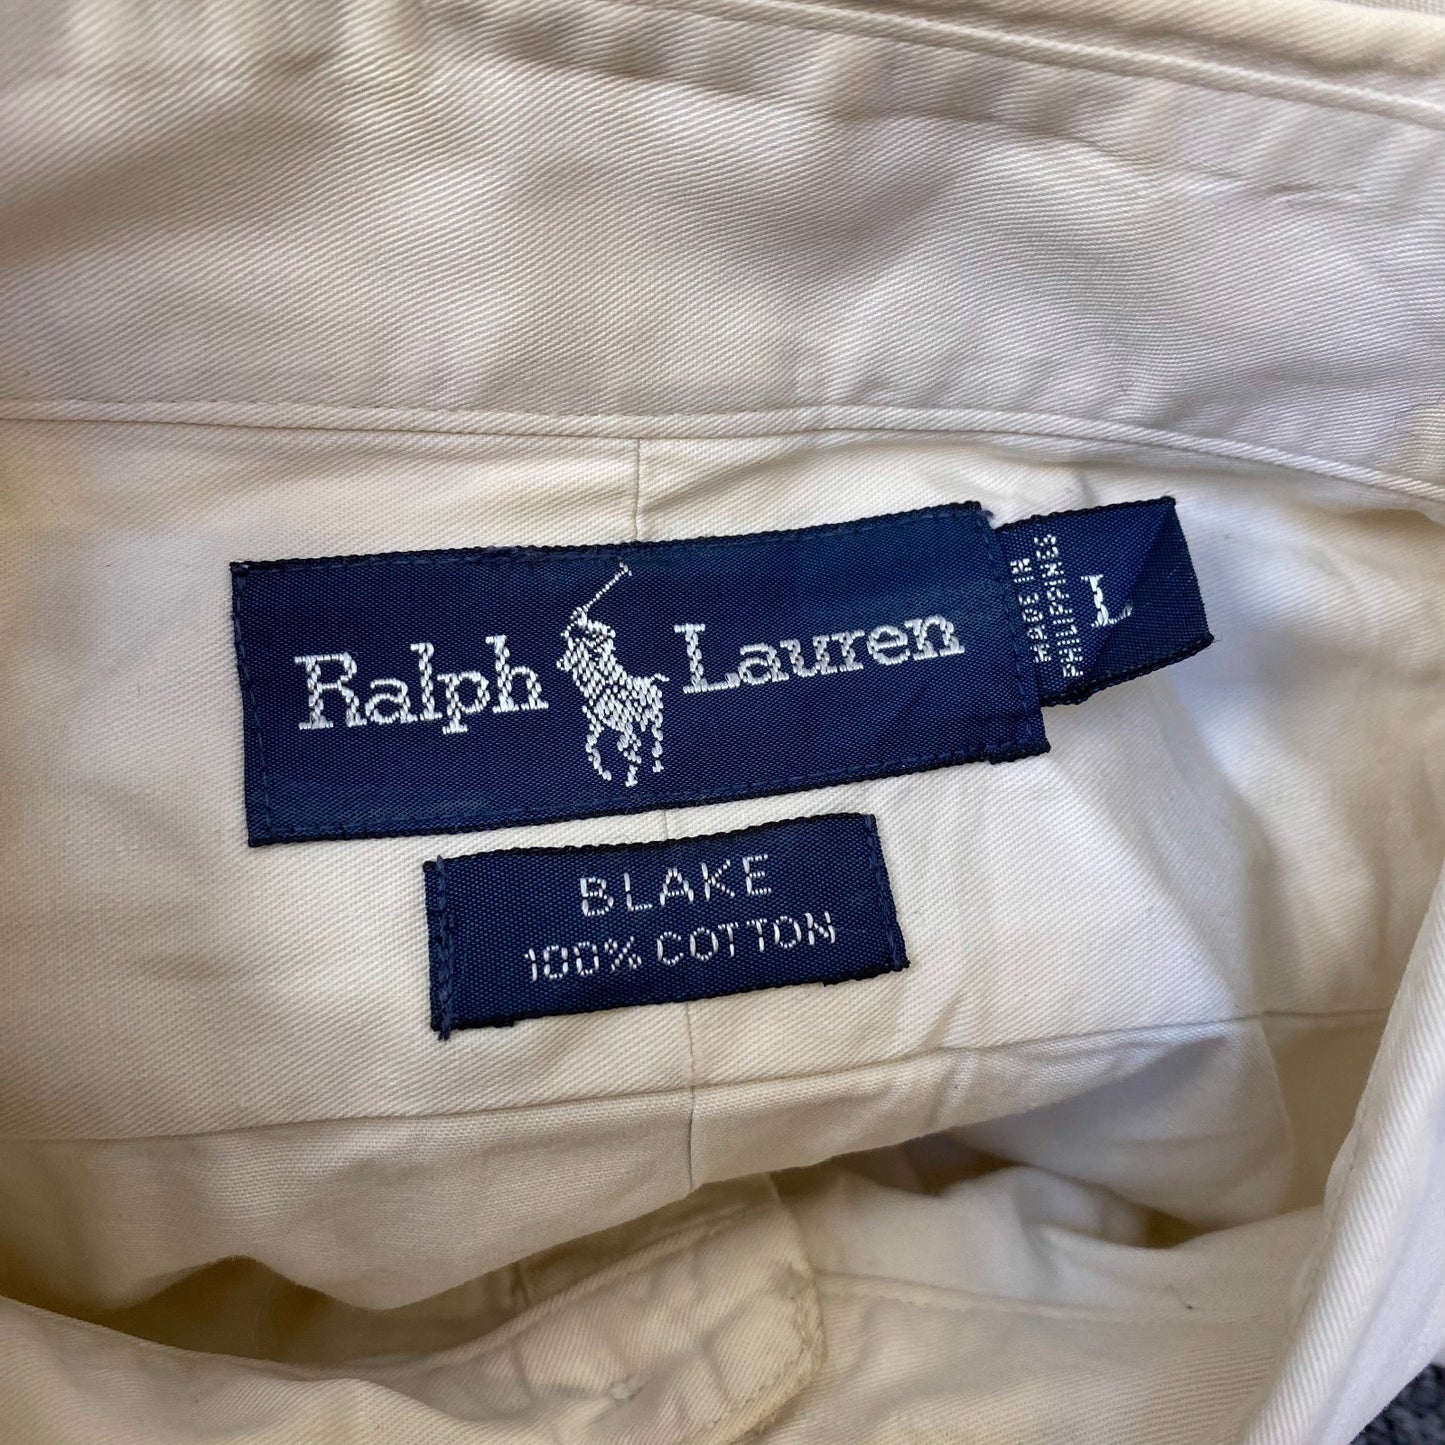 Ralph Lauren
MADE IN
PHILIPPINES
L
BLAKE
100% COTTON